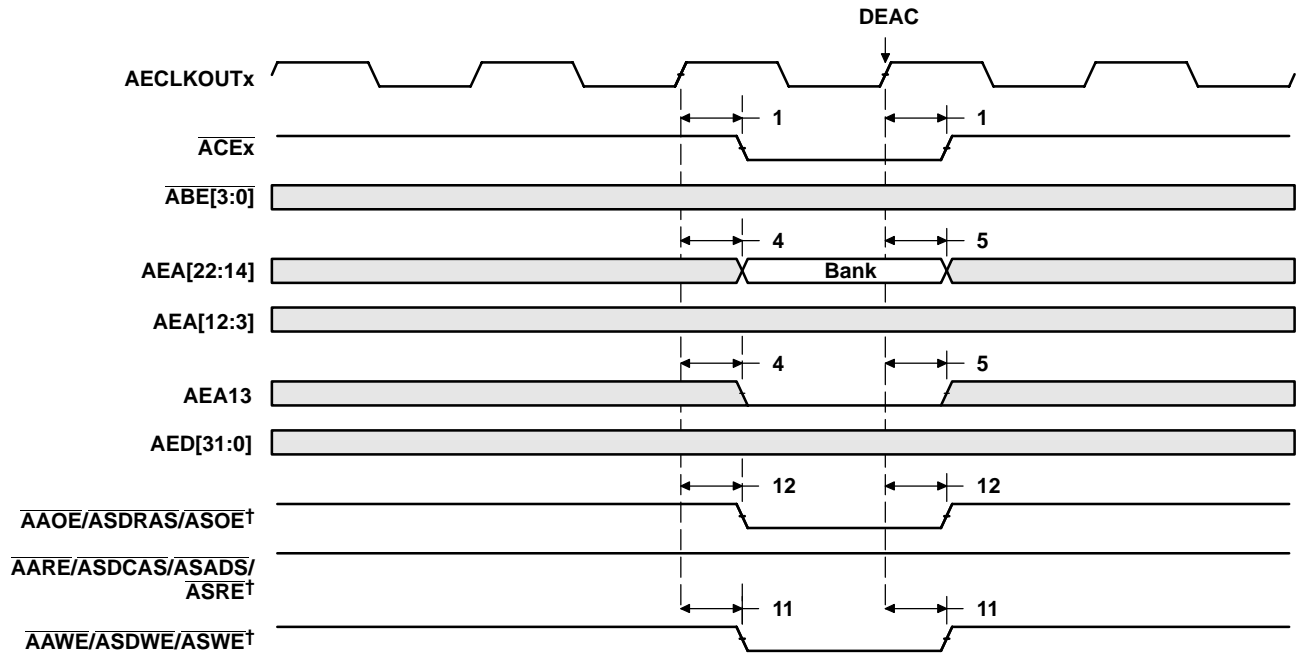 DEAC
AECLKOUTx
1 1
ACEx
ABE[3:0]
4 5
AEA[22:14] Bank
AEA[12:3]
4 5
AEA13
AED[31:0]
12 12
AAOE/ASDRAS/ASOE†
AARE/ASDCAS/ASADS/
ASRE†
11 11
AAWE/ASDWE/ASWE†